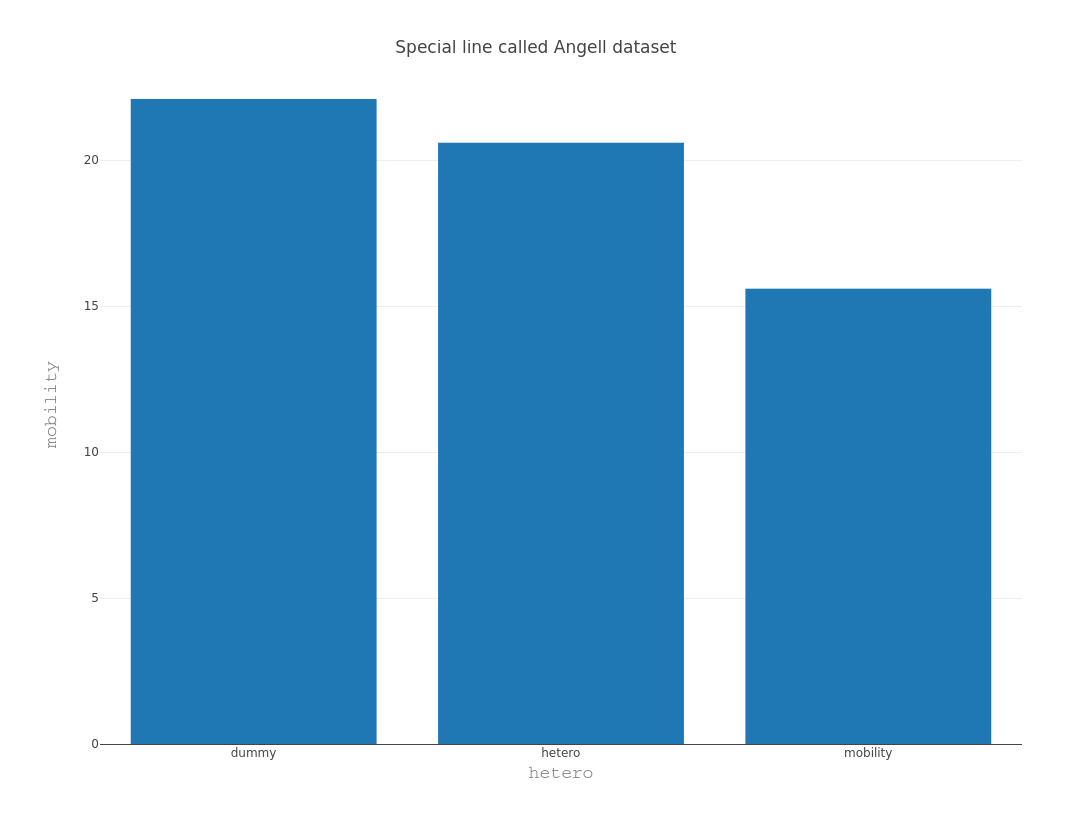 Special line called Angell dataset
20
15
10
5
0
mobility
dummy
hetero
mobility
hetero